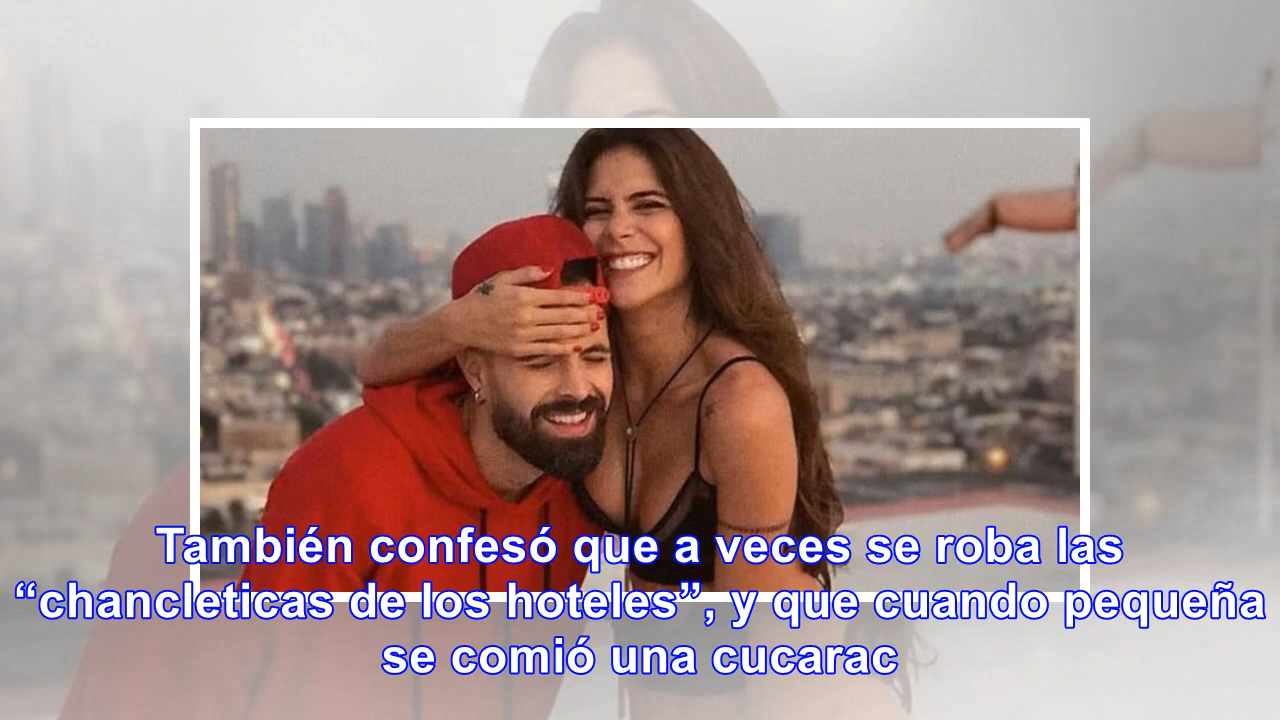 También confesó que a veces se roba las
“chancleticas de los hoteles”, y que cuando pequeña
se comió una cucarac